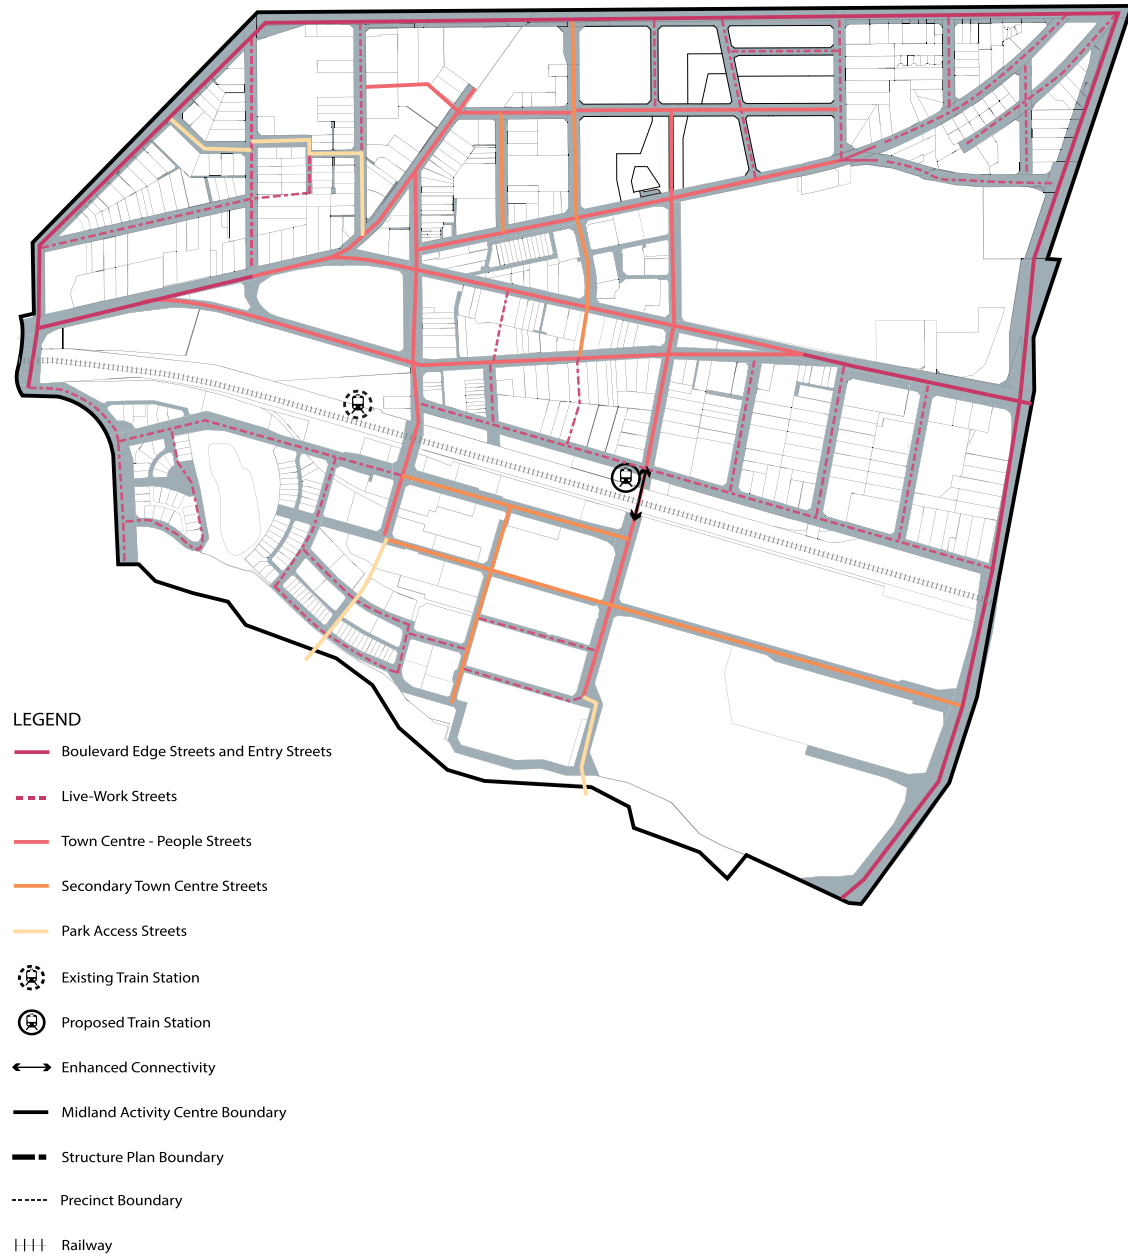 LEGEND
Boulevard Edge Streets and Entry Streets
Live-Work Streets
Town Centre - People Streets
Secondary Town Centre Streets
Park Access Streets
Existing Train Station
Proposed Train Station
Enhanced Connectivity
Midland Activity Centre Boundary
Structure Plan Boundary
Precinct Boundary
Railway